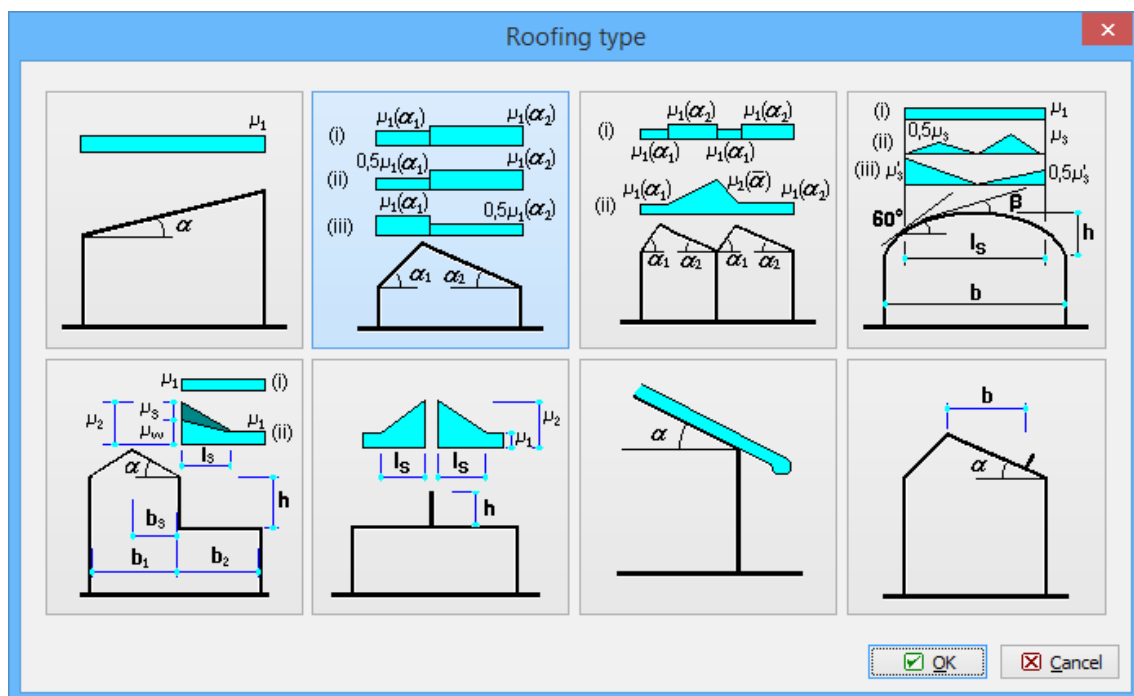 Roofing type
μ1
α
(i) μ1(α1) μ1(α2)
(ii) 0,5μ1(α1) μ1(α2)
(iii) μ1(α1) 0,5μ1(α2)
α1 α2
μ1(α2) μ1(α2)
(i)
μ1(α1) μ1(α1)
μ1(α1) μ2(ᾱ) μ1(α2)
(ii)
α1 α2 α1 α2
(i) μ1
(ii) 0,5μ3 μ3
(iii) μ'3 0,5μ'3
60° β h
ls
b
μ1 (i)
μ2 μ3 μw μ1 (ii)
ls
α
h
b3
b1 b2
μ2
μ1
ls ls
h
α
b
α
OK Cancel